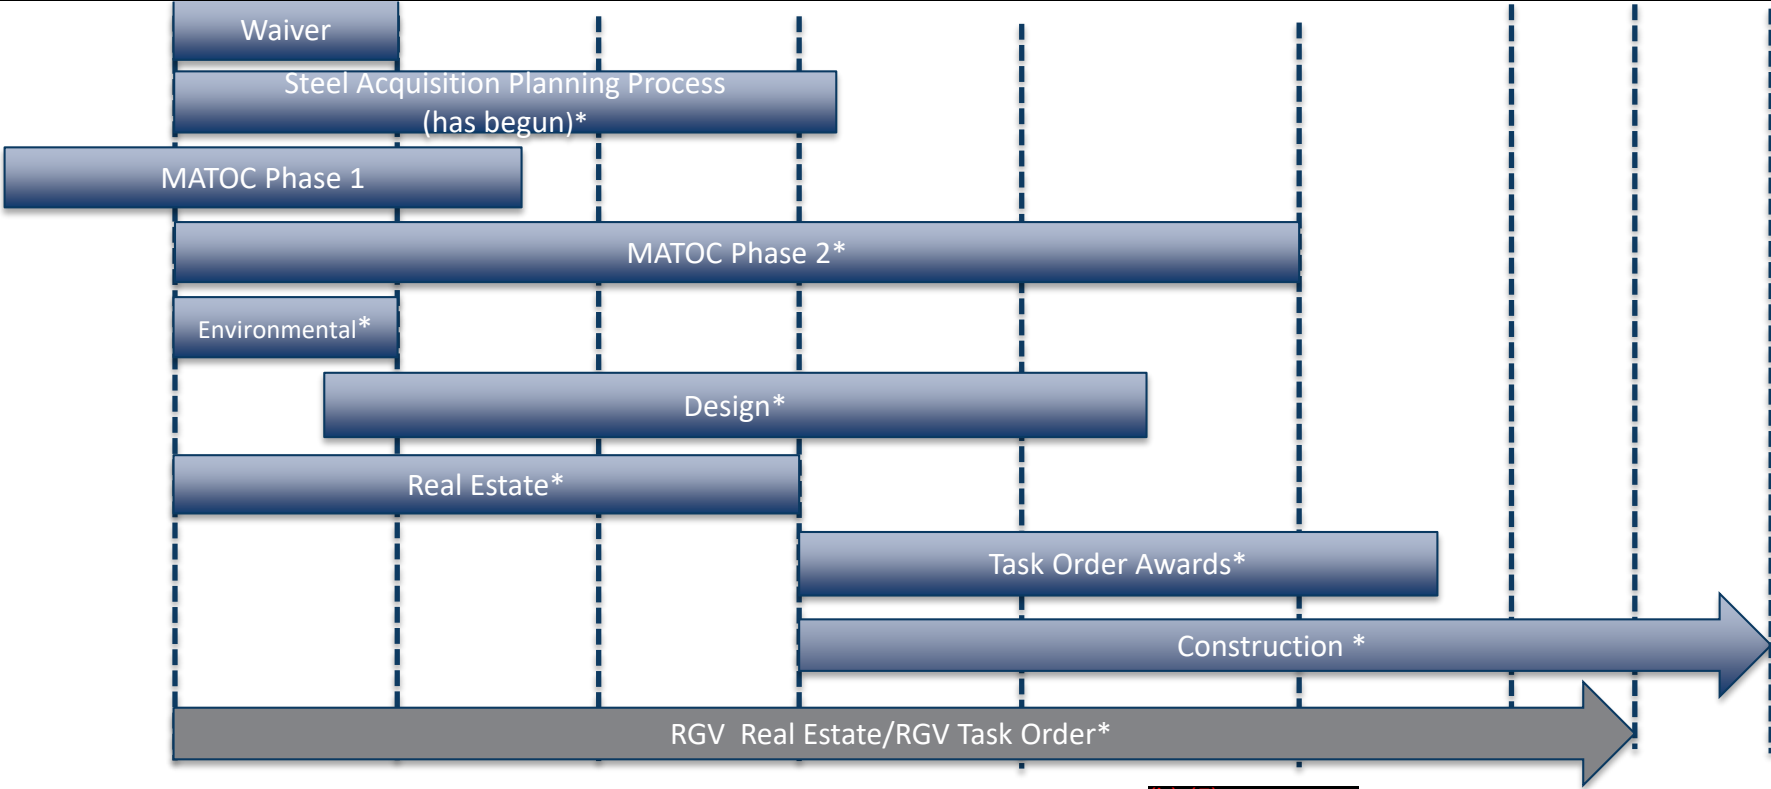 Waiver
Steel Acquisition Planning Process
(has begun)*
MATOC Phase 1
MATOC Phase 2*
Environmental*
Design*
Real Estate*
Task Order Awards*
Construction *
RGV  Real Estate/RGV Task Order*